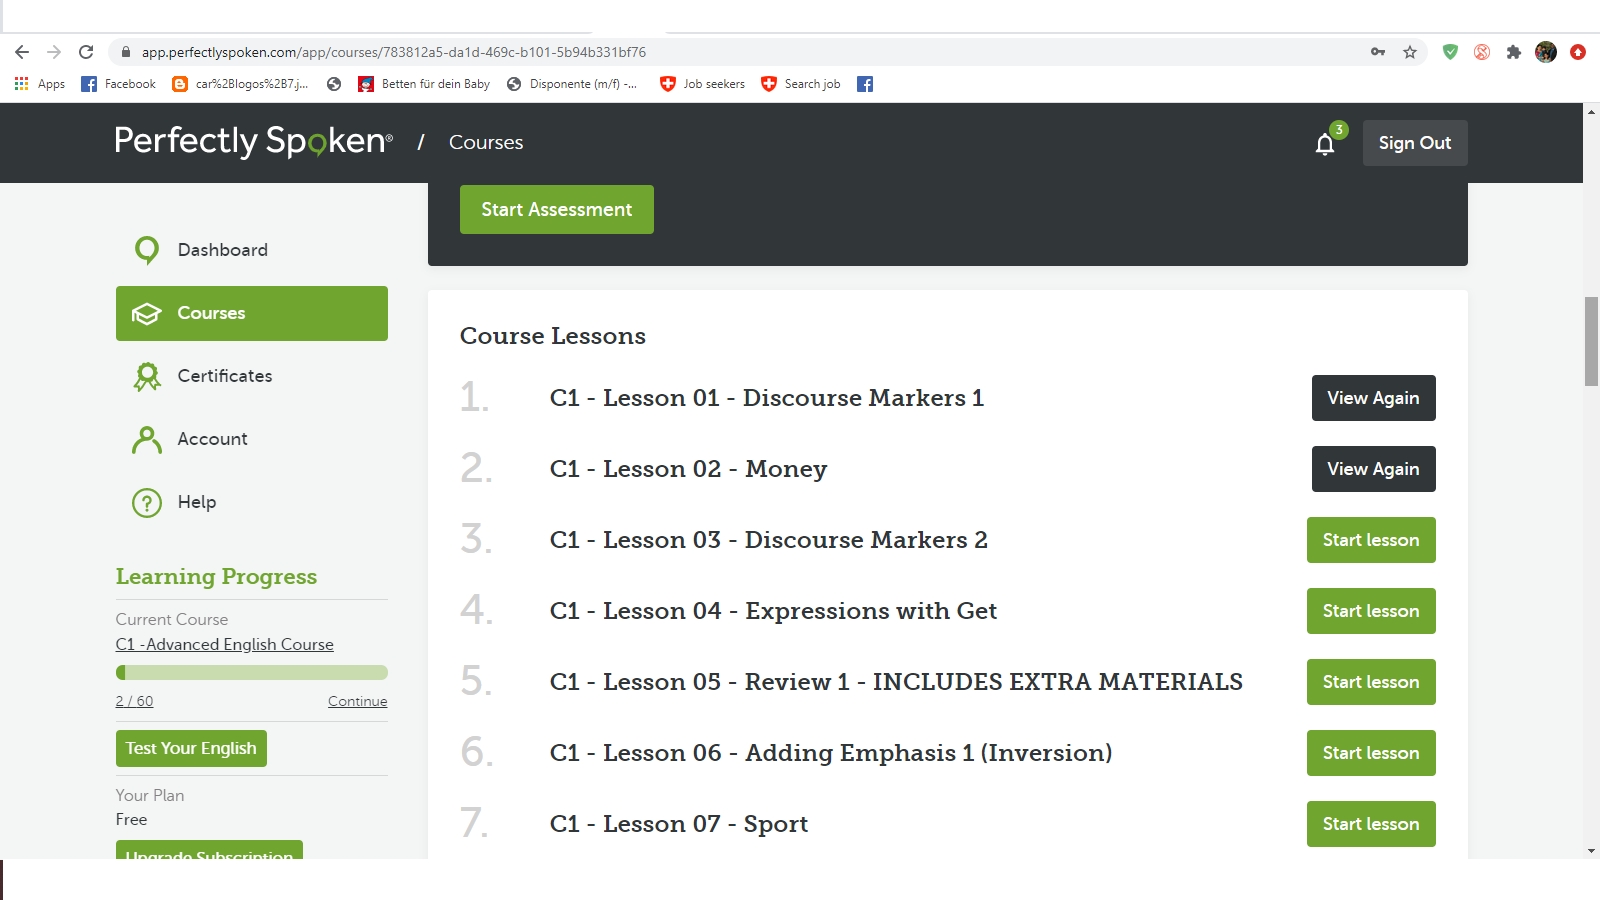 app.perfectlyspoken.com/app/courses/783812a5-da1d-469c-b101-5b94b331bf76
Apps Facebook car%2Blogos%2B7.j... Betten für dein Baby Disponente (m/f) -... Job seekers Search job
Perfectly Spoken® / Courses 3 Sign Out
Start Assessment
Dashboard
Courses
Certificates
Account
Help
Learning Progress
Current Course
C1 -Advanced English Course
2 / 60 Continue
Test Your English
Your Plan
Free
Upgrade Subscription
Course Lessons
1. C1 - Lesson 01 - Discourse Markers 1 View Again
2. C1 - Lesson 02 - Money View Again
3. C1 - Lesson 03 - Discourse Markers 2 Start lesson
4. C1 - Lesson 04 - Expressions with Get Start lesson
5. C1 - Lesson 05 - Review 1 - INCLUDES EXTRA MATERIALS Start lesson
6. C1 - Lesson 06 - Adding Emphasis 1 (Inversion) Start lesson
7. C1 - Lesson 07 - Sport Start lesson